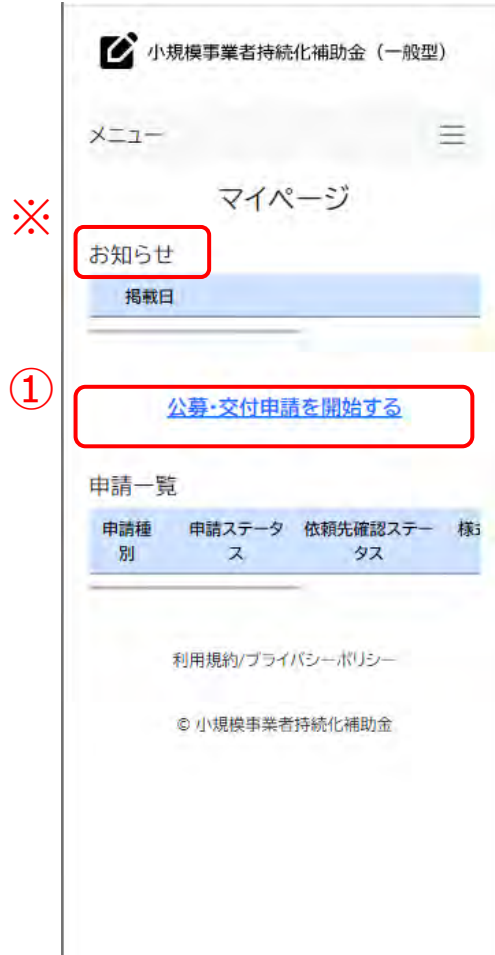 小規模事業者持続化補助金（一般型）
メニュー
マイページ
※
お知らせ
掲載日
①
公募・交付申請を開始する
申請一覧
申請種別 申請ステータス 依頼先確認ステータス 様
利用規約/プライバシーポリシー
© 小規模事業者持続化補助金